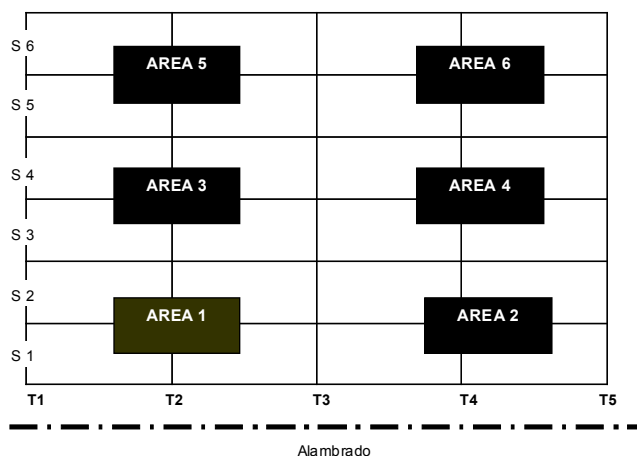 S 6
AREA 5 AREA 6
S 5
S 4
AREA 3 AREA 4
S 3
S 2
AREA 1 AREA 2
S 1
T1 T2 T3 T4 T5
Alambrado